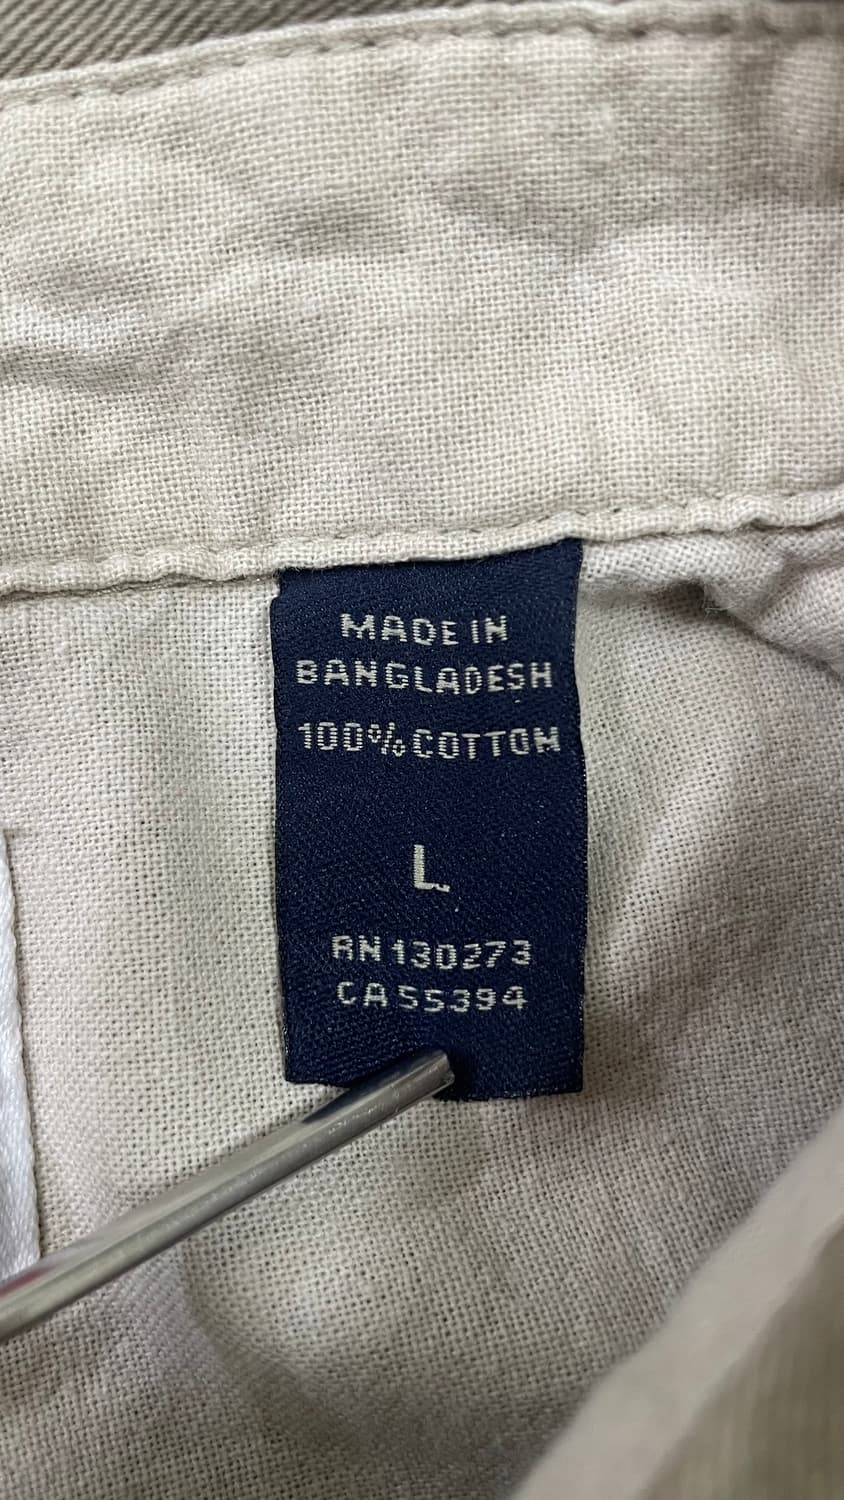 MADE IN
BANGLADESH
100% COTTON
L
RN 130273
CA 55394